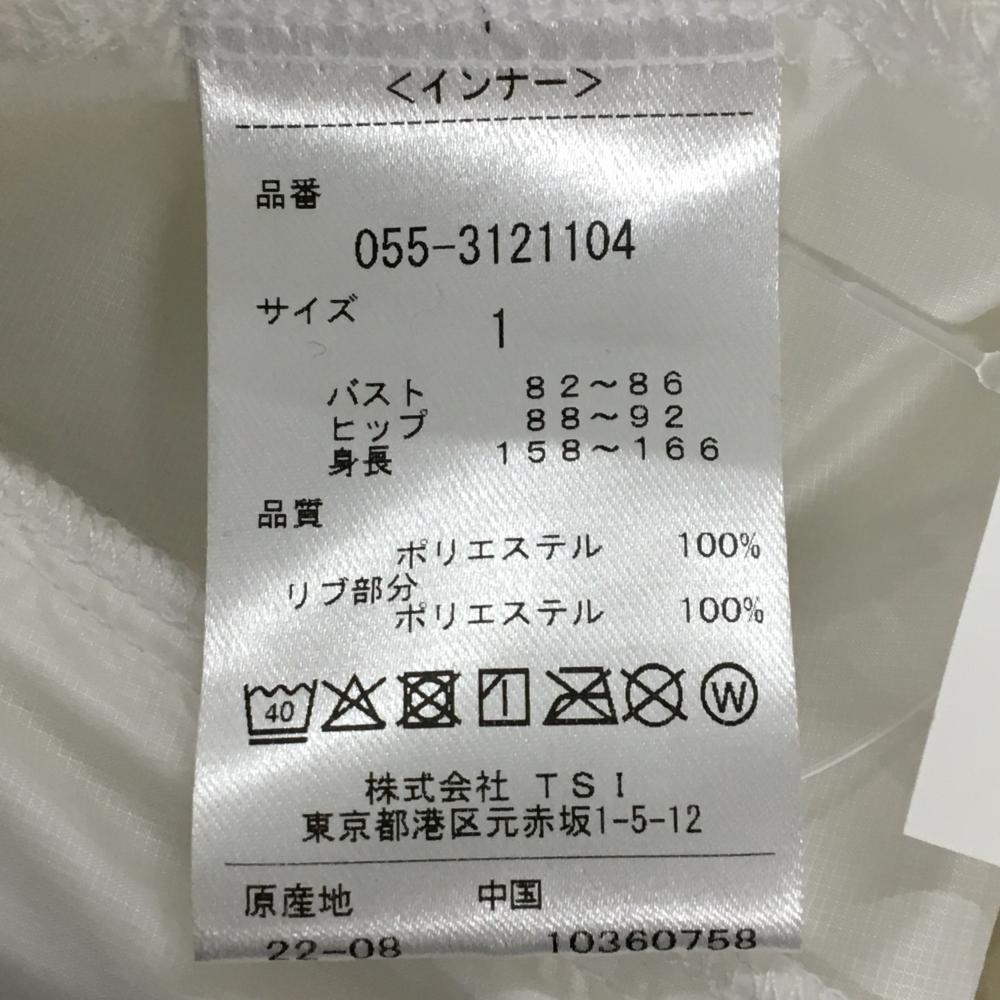 <インナー>
品番
055-3121104
サイズ 1
バスト 82～86
ヒップ 88～92
身長 158～166
品質
ポリエステル 100%
リブ部分
ポリエステル 100%
40 W
株式会社 TSI
東京都港区元赤坂1-5-12
原産地 中国
22-08 10360758